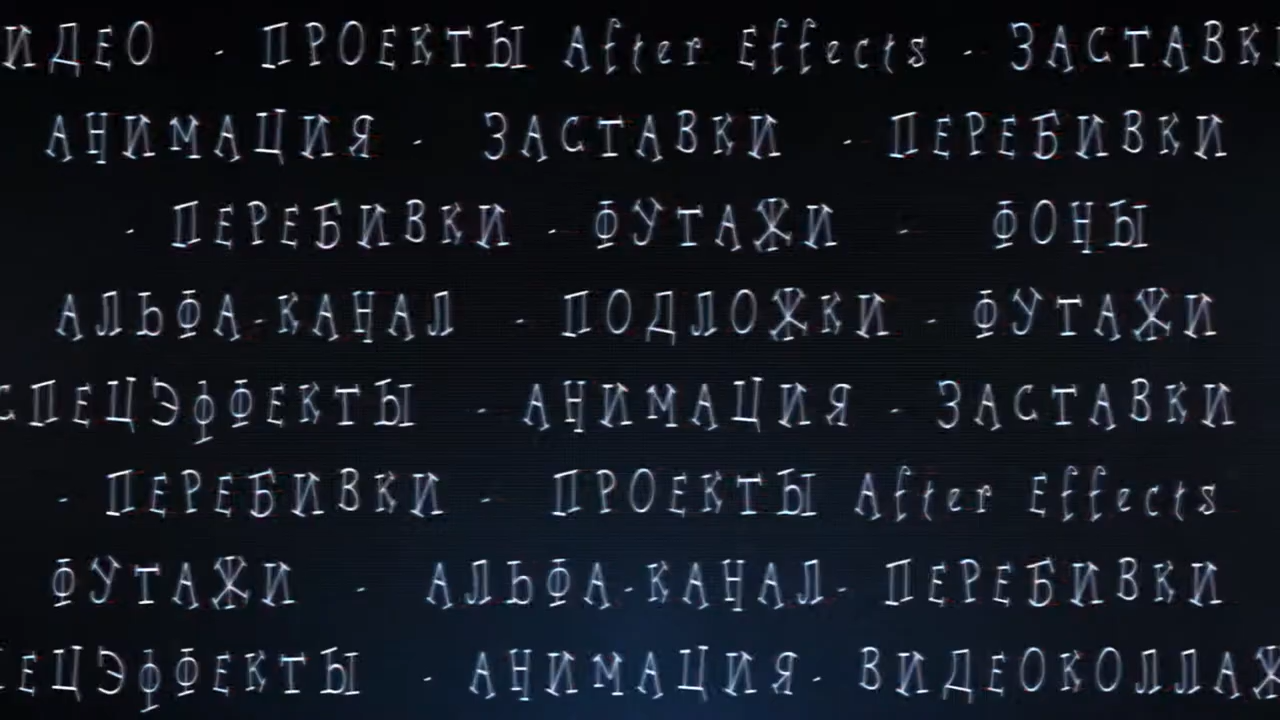 ИДЕО - ПРОЕКТЫ After Effects - ЗАСТАВК
АНИМАЦИЯ - ЗАСТАВКИ - ПЕРЕБИВКИ
- ПЕРЕБИВКИ - ФУТАЖИ - ФОНЫ
АЛЬФА-КАНАЛ - ПОДЛОЖКИ - ФУТАЖИ
СПЕЦЭФФЕКТЫ - АНИМАЦИЯ - ЗАСТАВКИ
- ПЕРЕБИВКИ - ПРОЕКТЫ After Effects
ФУТАЖИ - АЛЬФА-КАНАЛ- ПЕРЕБИВКИ
ЕЦЭФФЕКТЫ - АНИМАЦИЯ- ВИДЕОКОЛЛАЖ